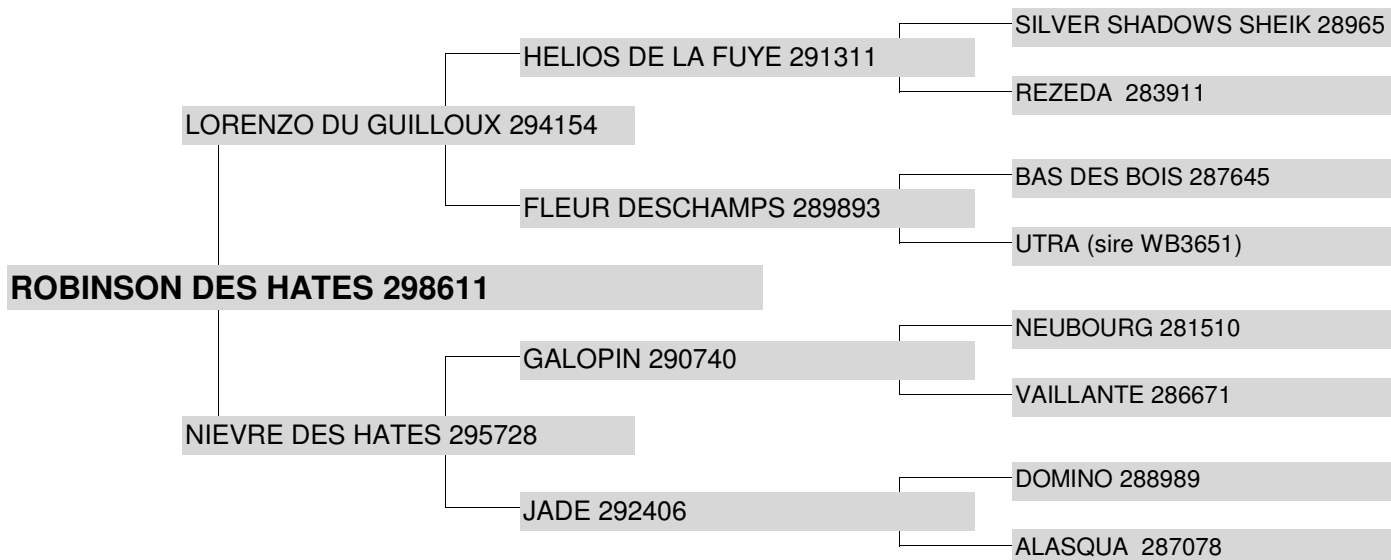 SILVER SHADOWS SHEIK 28965
HELIOS DE LA FUYE 291311
REZEDA 283911
LORENZO DU GUILLOUX 294154
BAS DES BOIS 287645
FLEUR DESCHAMPS 289893
UTRA (sire WB3651)
ROBINSON DES HATES 298611
NEUBOURG 281510
GALOPIN 290740
VAILLANTE 286671
NIEVRE DES HATES 295728
DOMINO 288989
JADE 292406
ALASQUA 287078